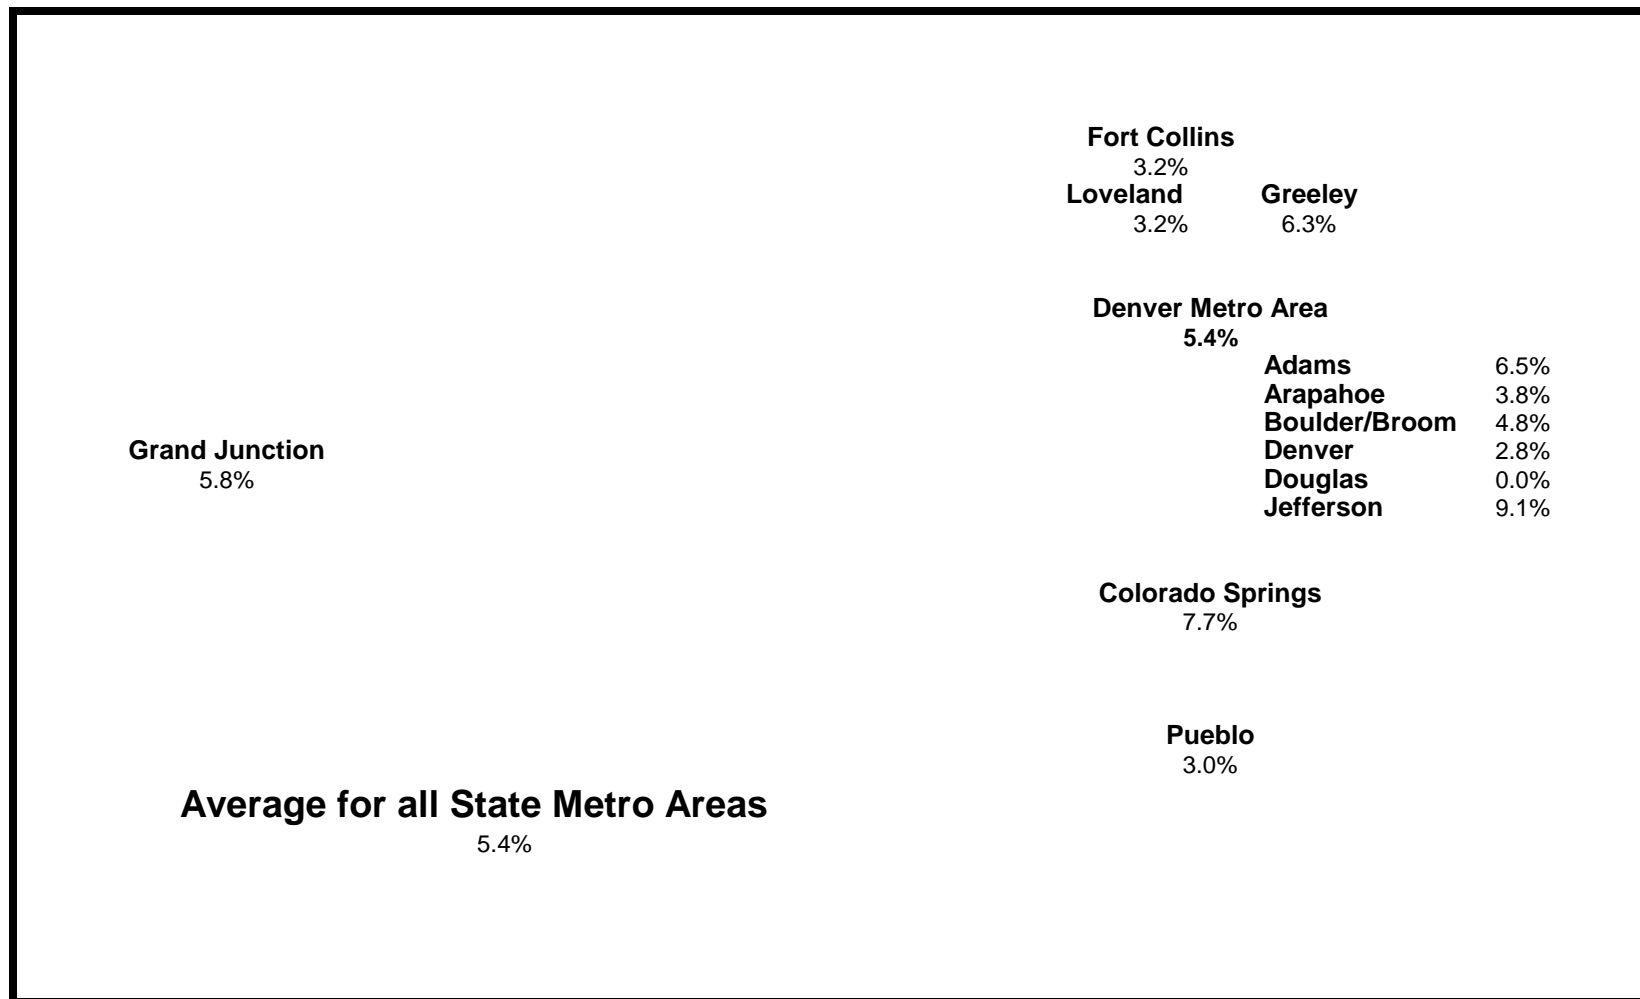 Fort Collins
3.2%
Loveland Greeley
3.2% 6.3%
Denver Metro Area
5.4%
Adams 6.5%
Arapahoe 3.8%
Boulder/Broom 4.8%
Grand Junction Denver 2.8%
5.8% Douglas 0.0%
Jefferson 9.1%
Colorado Springs
7.7%
Pueblo
3.0%
Average for all State Metro Areas
5.4%